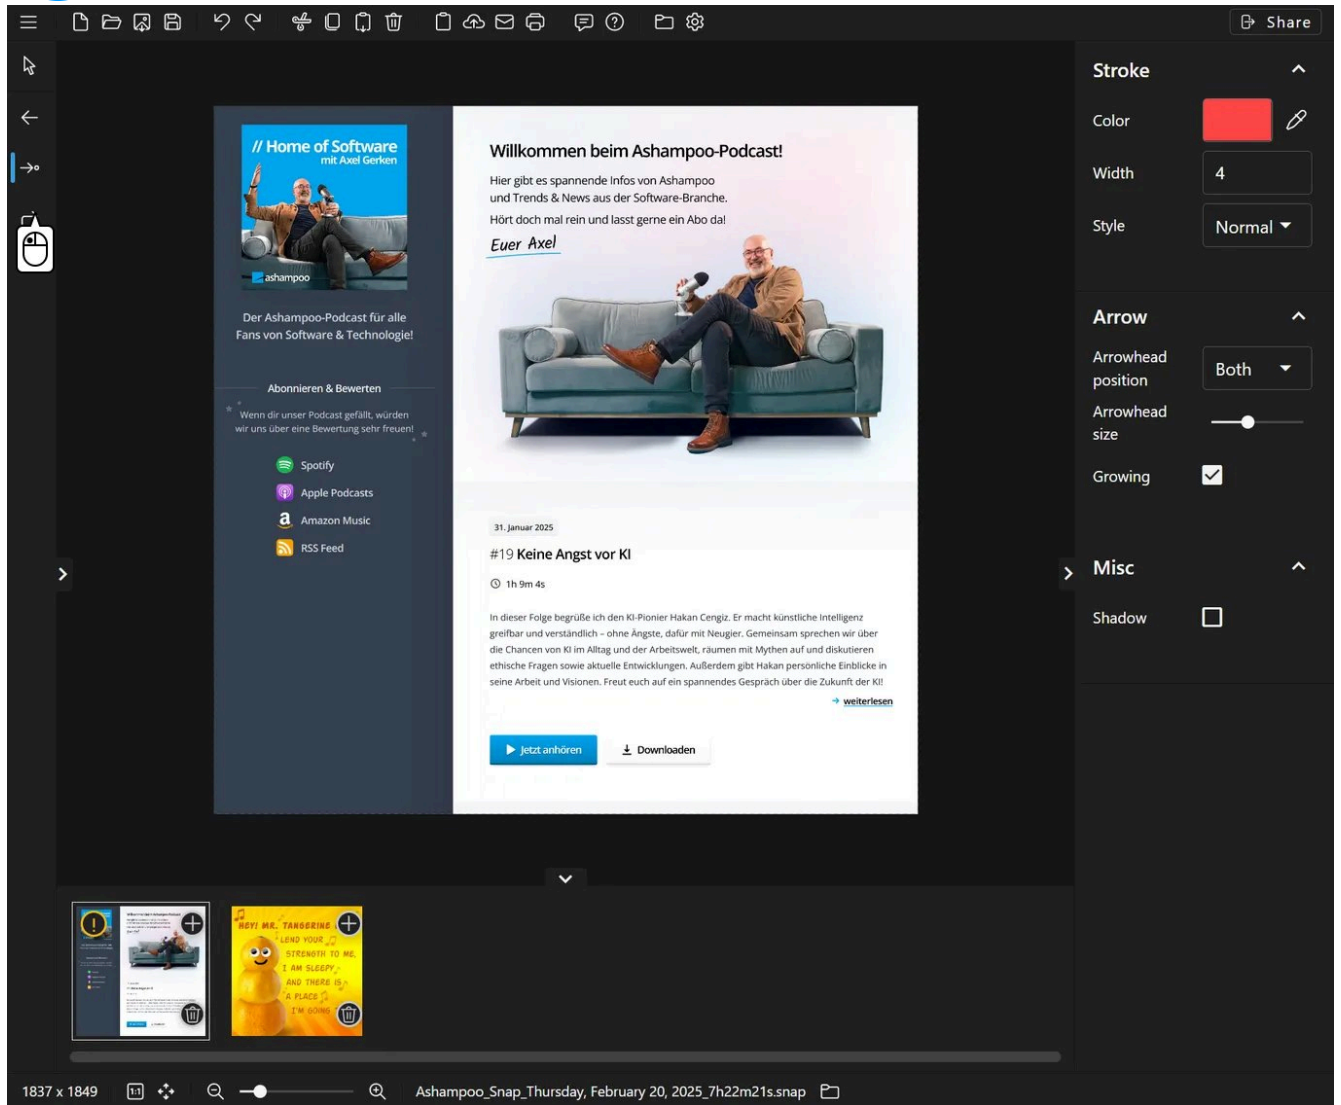 Share
Stroke
Color
Width
4
Style
Normal
Arrow
Arrowhead
position
Both
Arrowhead
size
Growing
Misc
Shadow
// Home of Software
mit Axel Gerken
ashampoo
Der Ashampoo-Podcast für alle
Fans von Software & Technologie!
Abonnieren & Bewerten
Wenn dir unser Podcast gefällt, würden
wir uns über eine Bewertung sehr freuen!
Spotify
Apple Podcasts
Amazon Music
RSS Feed
Willkommen beim Ashampoo-Podcast!
Hier gibt es spannende Infos von Ashampoo
und Trends & News aus der Software-Branche.
Hört doch mal rein und lasst gerne ein Abo da!
Euer Axel
31. Januar 2025
#19 Keine Angst vor KI
1h 9m 4s
In dieser Folge begrüße ich den KI-Pionier Hakan Cengiz. Er macht künstliche Intelligenz
greifbar und verständlich – ohne Ängste, dafür mit Neugier. Gemeinsam sprechen wir über
die Chancen von KI im Alltag und der Arbeitswelt, räumen mit Mythen auf und diskutieren
ethische Fragen sowie aktuelle Entwicklungen. Außerdem gibt Hakan persönliche Einblicke in
seine Arbeit und Visionen. Freut euch auf ein spannendes Gespräch über die Zukunft der KI!
weiterlesen
Jetzt anhören
Downloaden
HEY! MR. TANGERINE
LEND YOUR
STRENGTH TO ME,
I AM SLEEPY
AND THERE IS
A PLACE
I'M GOING
1837 x 1849
1:1
Ashampoo_Snap_Thursday, February 20, 2025_7h22m21s.snap